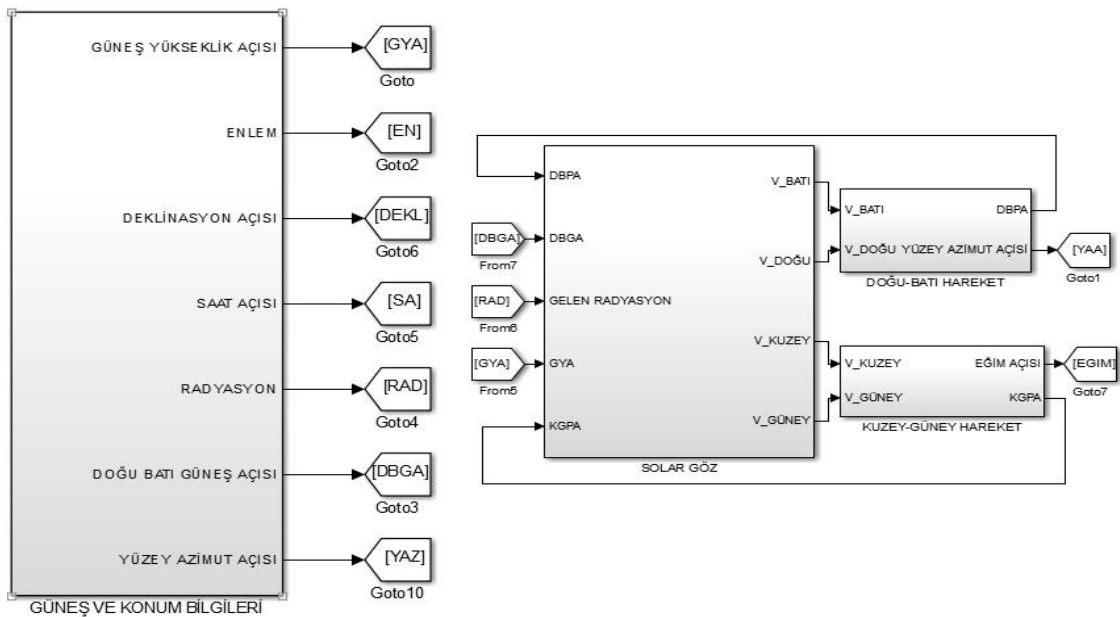 GÜNEŞ YÜKSEKLİK AÇISI
[GYA]
Goto
ENLEM
[EN]
Goto2
DEKLİNASYON AÇISI
[DEKL]
Goto6
SAAT AÇISI
[SA]
Goto5
RADYASYON
[RAD]
Goto4
DOĞU BATI GÜNEŞ AÇISI
[DBGA]
Goto3
YÜZEY AZİMUT AÇISI
[YAZ]
Goto10
GÜNEŞ VE KONUM BİLGİLERİ
DBPA
[DBGA]
From7
DBGA
[RAD]
From6
GELEN RADYASYON
[GYA]
From5
GYA
KGPA
V_BATI
V_DOĞU
V_KUZEY
V_GÜNEY
SOLAR GÖZ
V_BATI
DBPA
V_DOĞU YÜZEY AZİMUT AÇISI
[YAA]
Goto1
DOĞU-BATI HAREKET
V_KUZEY
EĞİM AÇISI
[EGIM]
Goto7
V_GÜNEY
KGPA
KUZEY-GÜNEY HAREKET